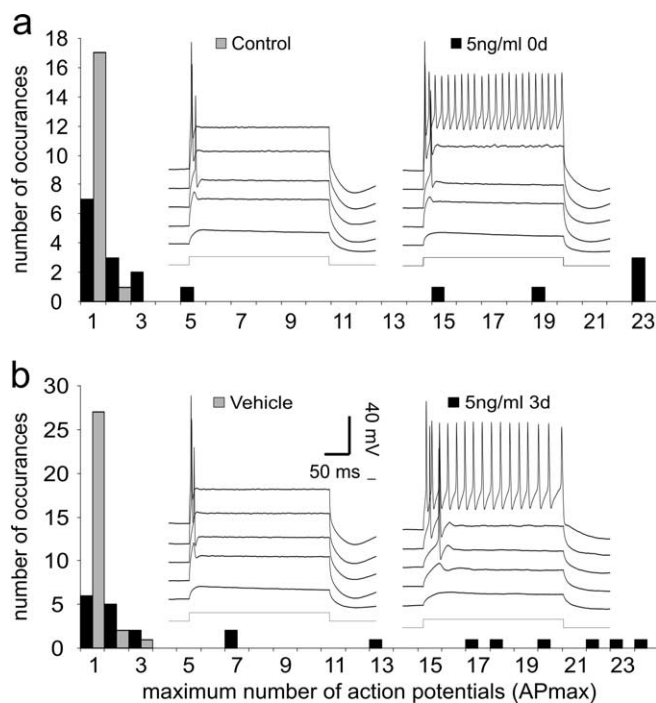 a
18
16
14
12
10
8
6
4
2
0
number of occurances
Control
5ng/ml 0d
1 3 5 7 9 11 13 15 17 19 21 23
b
30
25
20
15
10
5
0
number of occurances
Vehicle
40 mV
50 ms
5ng/ml 3d
1 3 5 7 9 11 13 15 17 19 21 23 24
maximum number of action potentials (APmax)